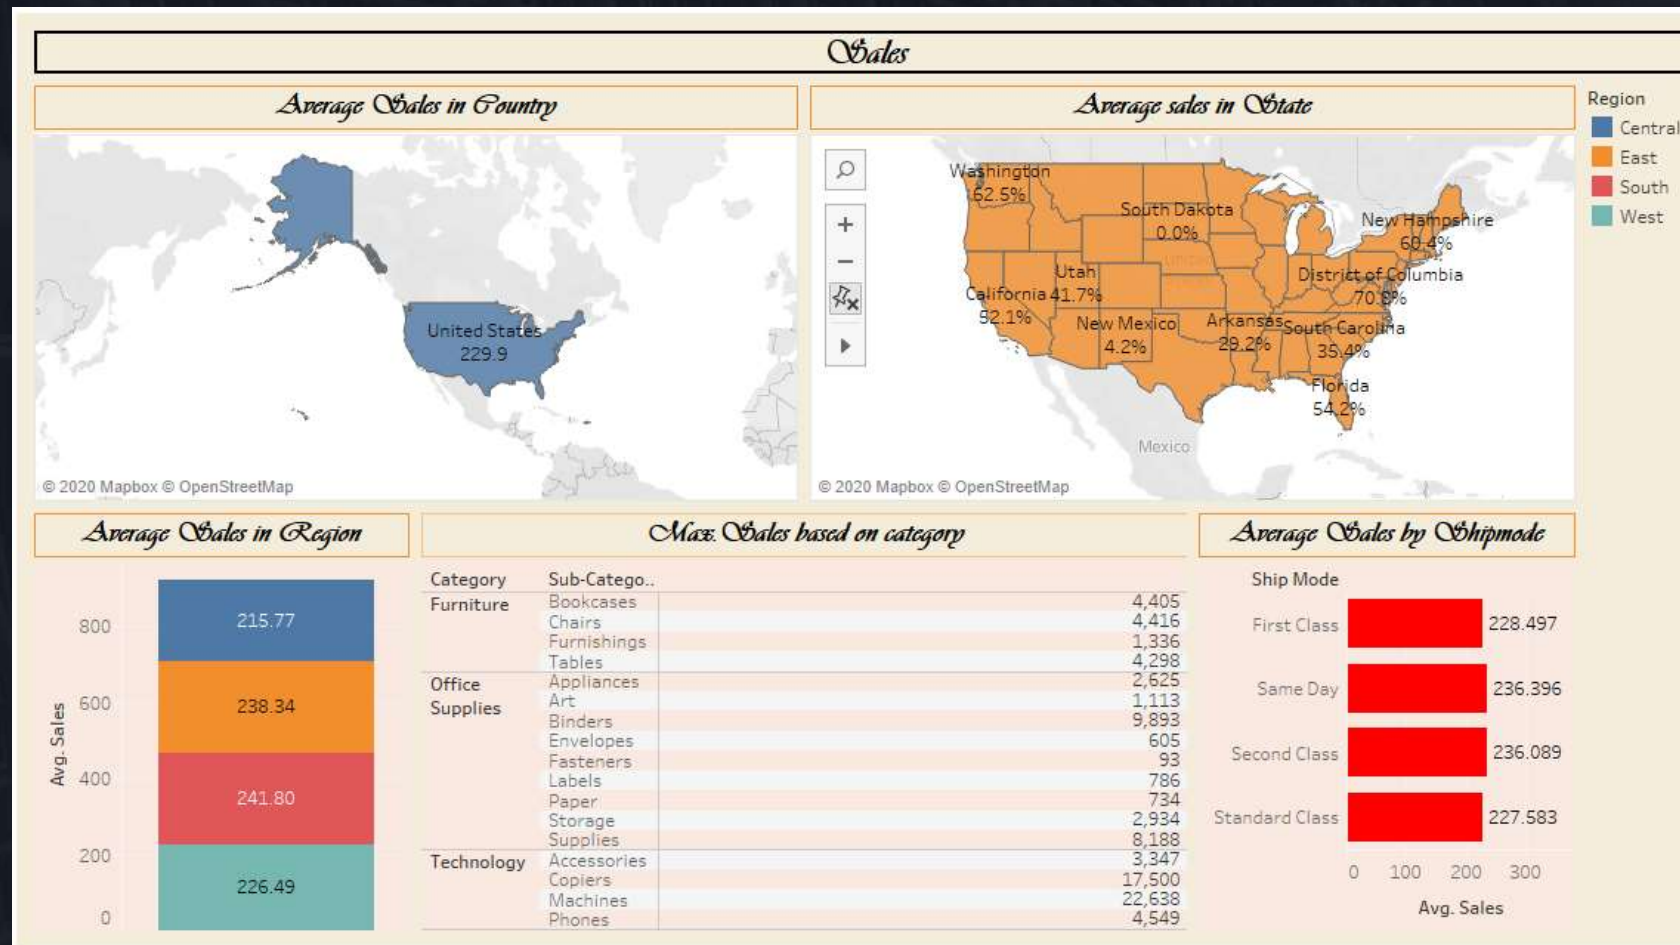 Sales
Average Sales in Country
Average sales in State
Region
Central
East
South
West
United States
229.9
© 2020 Mapbox © OpenStreetMap
Washington
62.5%
South Dakota
0.0%
New Hampshire
60.4%
Utah
41.7%
District of Columbia
California
52.1%
New Mexico
4.2%
Arkansas
29.2%
South Carolina
35.4%
Florida
54.2%
Mexico
© 2020 Mapbox © OpenStreetMap
Average Sales in Region
Avg. Sales
800
600
400
200
0
215.77
238.34
241.80
226.49
Max. Sales based on category
Category Sub-Catego..
Furniture Bookcases 4,405
Chairs 4,416
Furnishings 1,336
Tables 4,298
Office Supplies Appliances 2,625
Art 1,113
Binders 9,893
Envelopes 605
Fasteners 93
Labels 786
Paper 734
Storage 2,934
Supplies 8,188
Technology Accessories 3,347
Copiers 17,500
Machines 22,638
Phones 4,549
Average Sales by Shipmode
Ship Mode
First Class 228.497
Same Day 236.396
Second Class 236.089
Standard Class 227.583
0 100 200 300
Avg. Sales